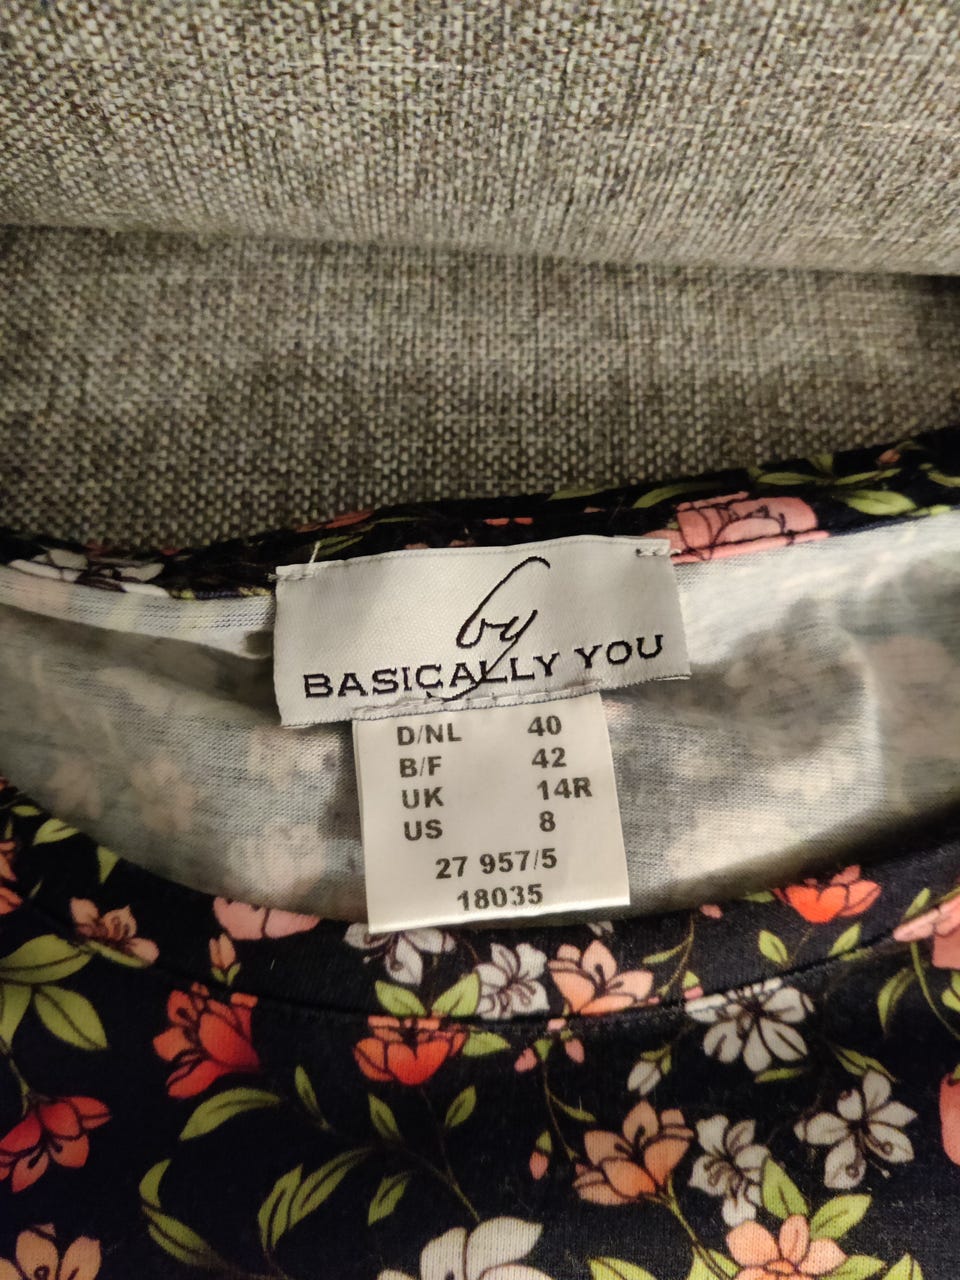 by
BASICALLY YOU
D/NL 40
B/F 42
UK 14R
US 8
27 957/5
18035